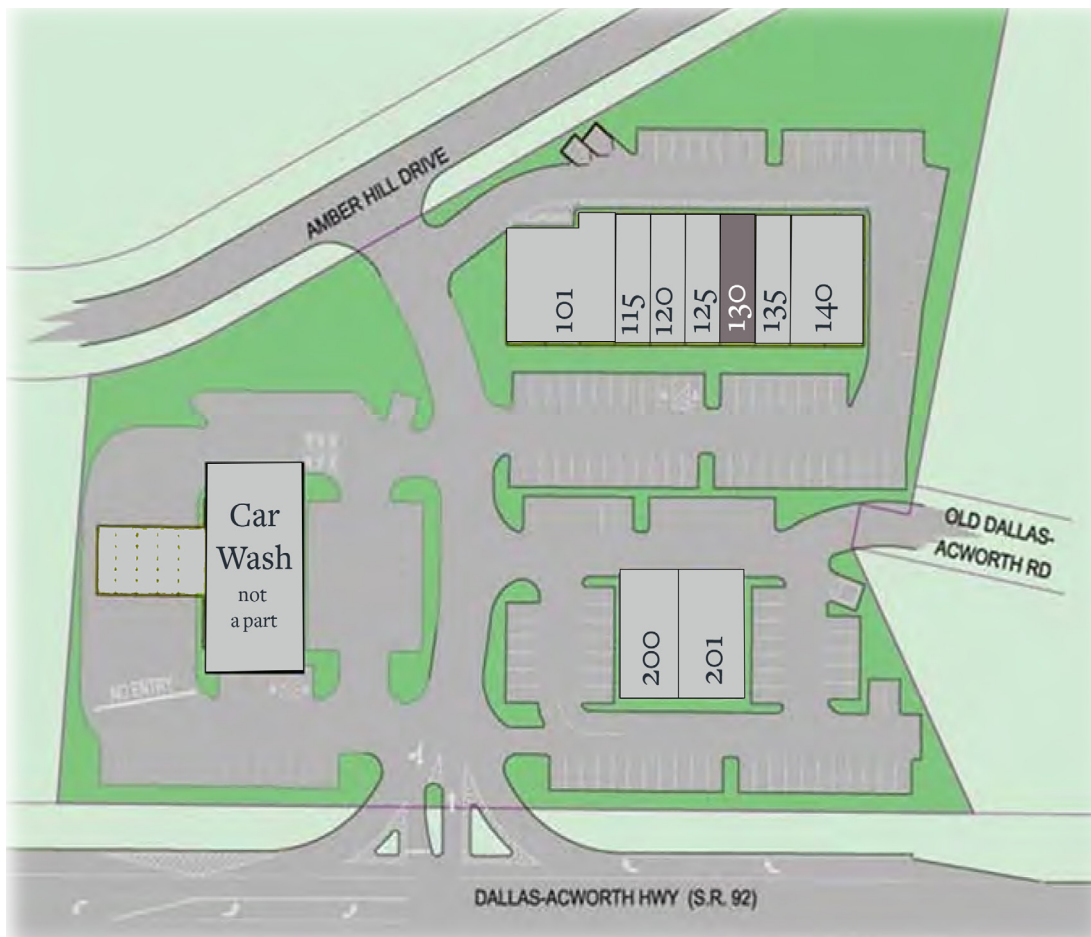 AMBER HILL DRIVE
101
115
120
125
130
135
140
Car
Wash
not
a part
OLD DALLAS-
ACWORTH RD
200
201
NO ENTRY
DALLAS-ACWORTH HWY (S.R. 92)